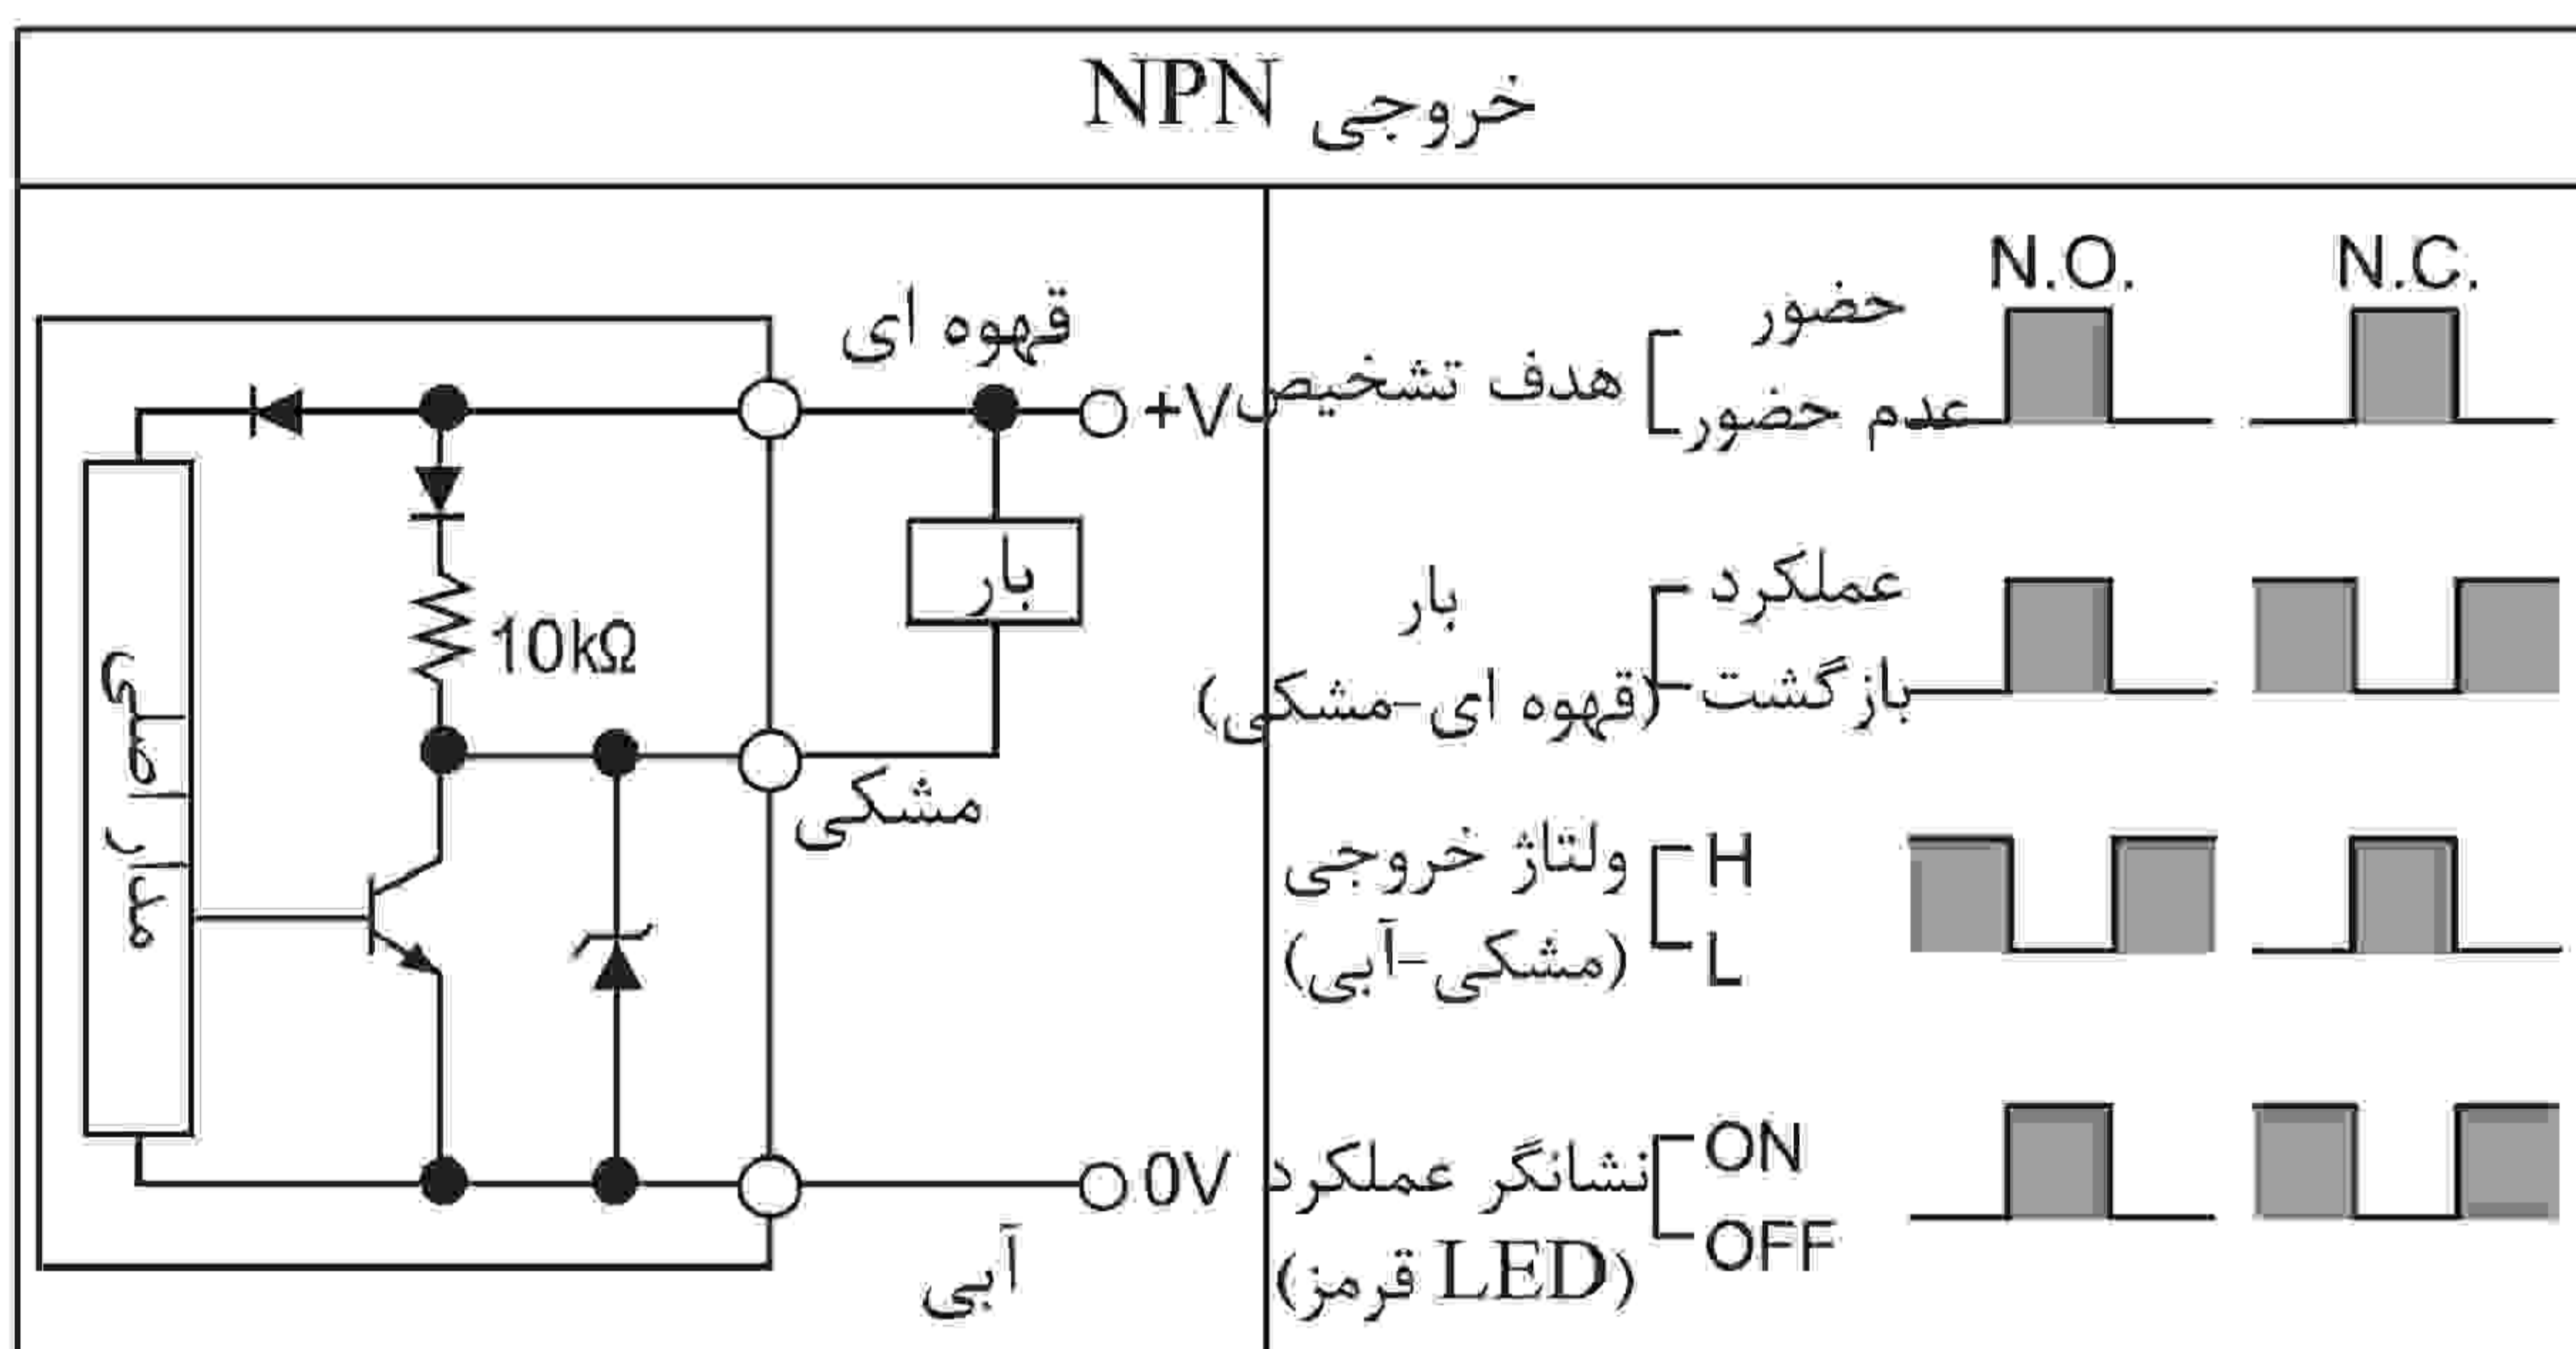 خروجی NPN
قهوه ای
+V
بار
10kΩ
مدار اصلی
مشکی
0V
آبی
N.O.
N.C.
هدف تشخیص
حضور
عدم حضور
بار
(قهوه ای-مشکی)
عملکرد
بازگشت
ولتاژ خروجی
(مشکی-آبی)
H
L
نشانگر عملکرد
(LED قرمز)
ON
OFF